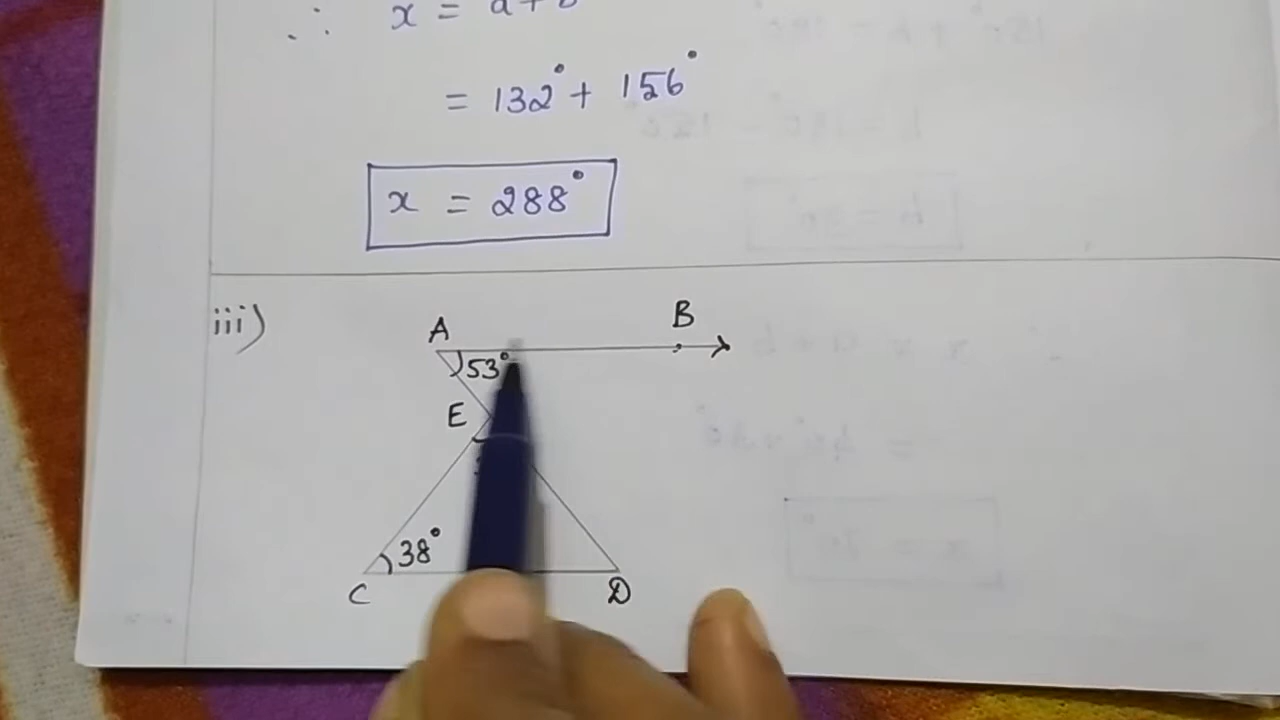 ∴ x = a + b
= 132° + 156°
x = 288°
iii)
A
B
53°
E
38°
C
D